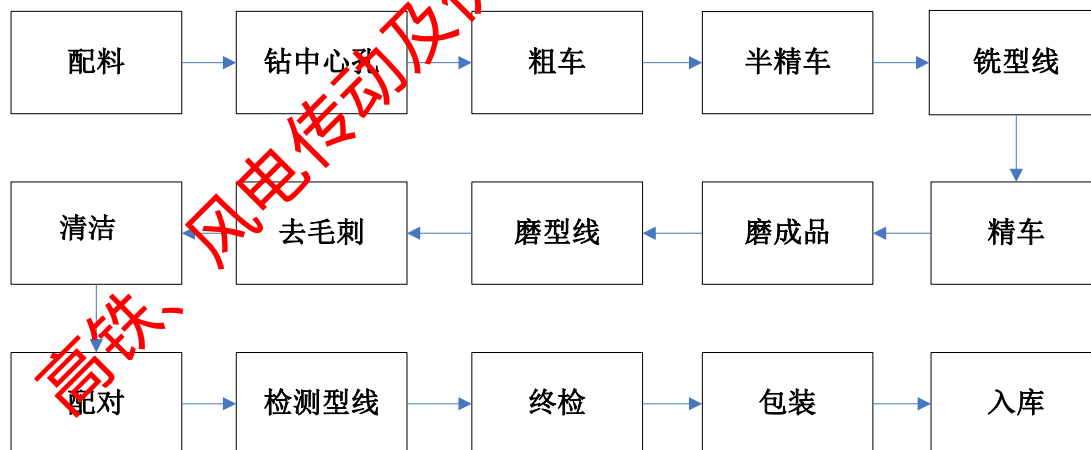 配料
钻中心孔
粗车
半精车
铣型线
精车
磨成品
磨型线
去毛刺
清洁
配对
检测型线
终检
包装
入库
高铁、风电传动及